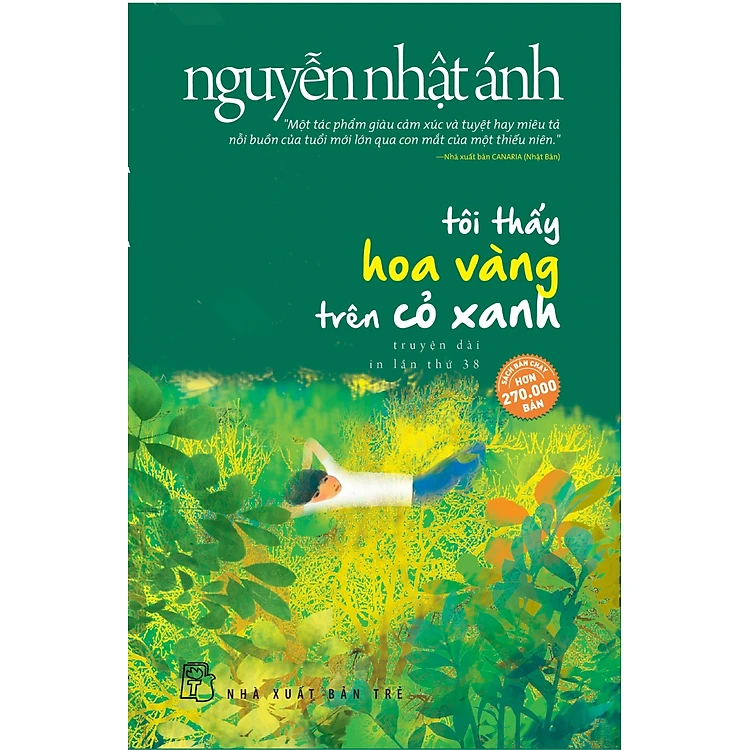 nguyễn nhật ánh
"Một tác phẩm giàu cảm xúc và tuyệt hay miêu tả
nỗi buồn của tuổi mới lớn qua con mắt của một thiếu niên."
—Nhà xuất bản CANARIA (Nhật Bản)
tôi thấy
hoa vàng
trên cỏ xanh
truyện dài
in lần thứ 38
SÁCH BÁN CHẠY
HƠN
270.000
BẢN
NHÀ XUẤT BẢN TRẺ